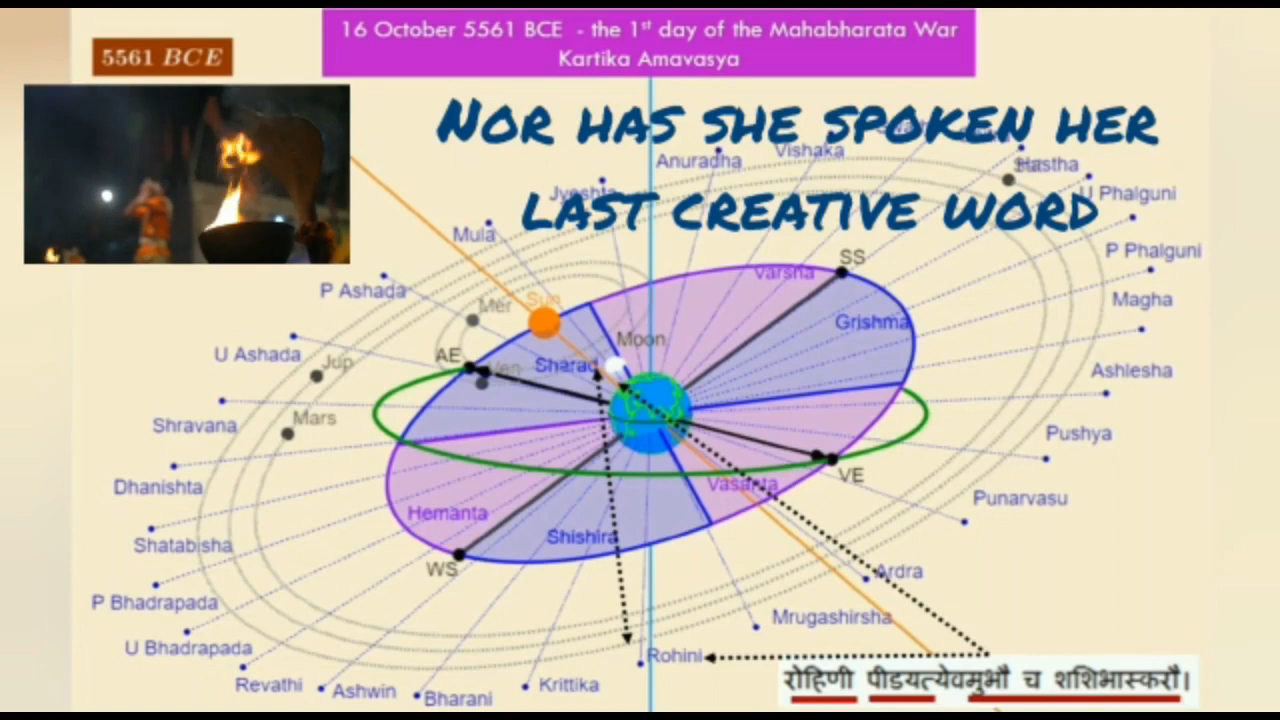 16 October 5561 BCE - the 1st day of the Mahabharata War
Kartika Amavasya
5561 BCE
NOR HAS SHE SPOKEN HER
LAST CREATIVE WORD
Anuradha
Vishaka
Hastha
Jyeshta
U Phalguni
Mula
P Phalguni
SS
Varsha
P Ashada
Mer
Sun
Magha
Grishma
Moon
U Ashada
Jup
AE
Ven
Sharad
Ashlesha
Shravana
Mars
Pushya
VE
Dhanishta
Vasanta
Punarvasu
Hemanta
Shatabisha
Shishira
WS
Ardra
P Bhadrapada
Mrugashirsha
U Bhadrapada
Rohini
Revathi
Ashwin
Bharani
Krittika
रोहिणी पीडयत्येवमुभौ च शशिभास्करौ।